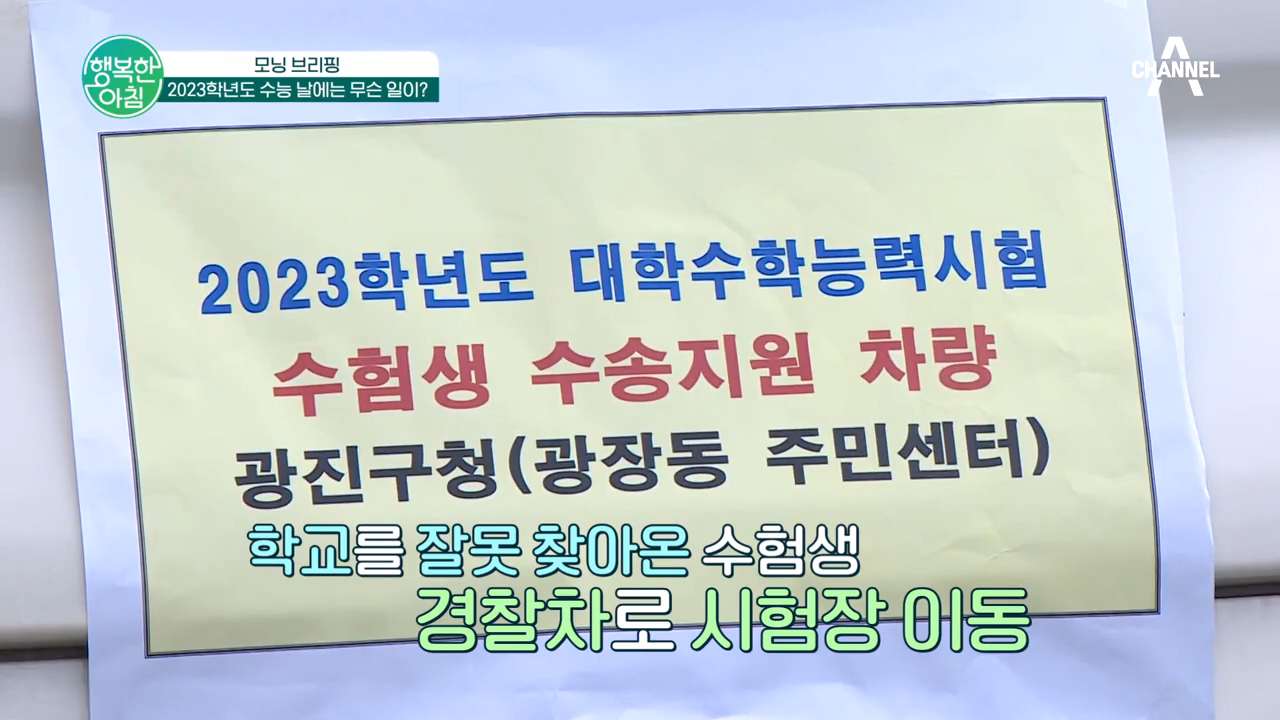 행복한
아침
모닝 브리핑
2023학년도 수능 날에는 무슨 일이?
CHANNEL A
2023학년도 대학수학능력시험
수험생 수송지원 차량
광진구청(광장동 주민센터)
학교를 잘못 찾아온 수험생
경찰차로 시험장 이동